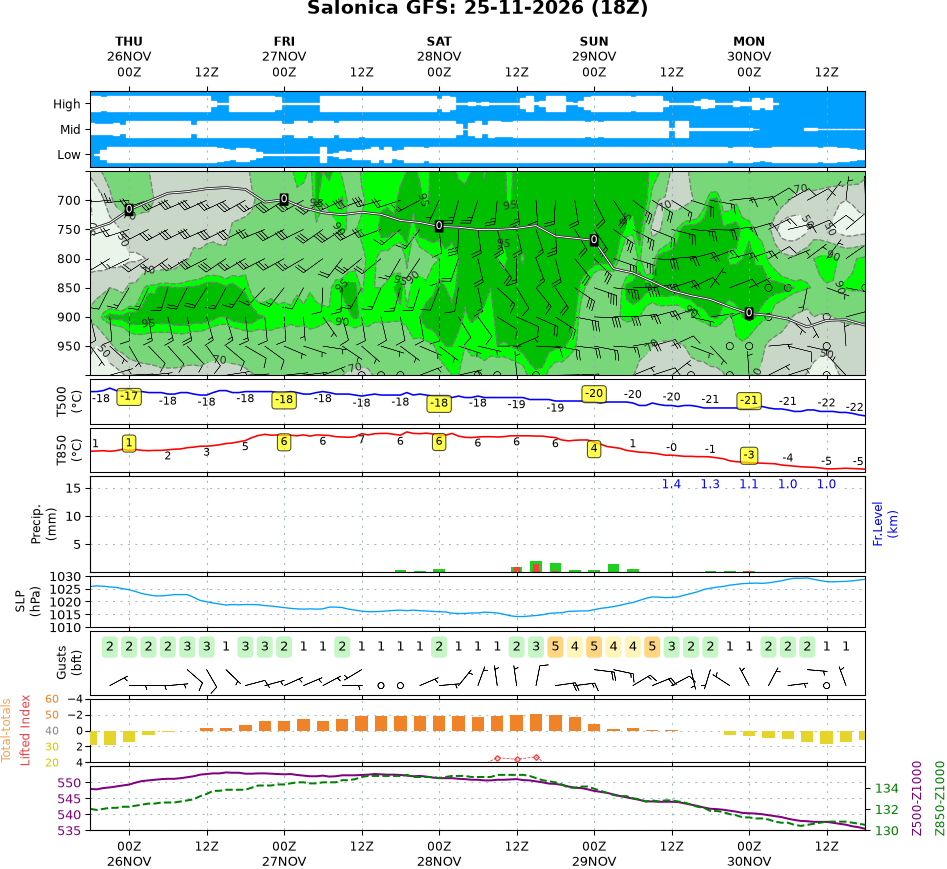 Salonica GFS: 25-11-2026 (18Z)
THU FRI SAT SUN MON
26NOV 27NOV 28NOV 29NOV 30NOV
00Z 12Z 00Z 12Z 00Z 12Z 00Z 12Z 00Z 12Z
High
Mid
Low
700
750
800
850
900
950
0 0 0 0 0
T500 (°C)
-18 -17 -18 -18 -18 -18 -18 -18 -18 -18 -18 -19 -19 -20 -20 -20 -21 -21 -21 -22 -22
T850 (°C)
1 1 2 3 5 6 6 7 6 6 6 6 6 4 1 -0 -1 -3 -4 -5 -5
Precip. (mm)
15
10
5
1.4 1.3 1.1 1.0 1.0
Fr.Level (km)
SLP (hPa)
1030
1025
1020
1015
1010
Gusts (bft)
2 2 2 2 3 3 1 3 3 2 1 1 2 1 1 1 1 2 1 1 1 2 3 5 4 5 4 4 5 3 2 2 1 1 2 2 2 1 1
Total-totals
Lifted Index
60 −4
50 −2
40 0
30 2
20 4
550
545
540
535
134
132
130
Z500-Z1000
Z850-Z1000
00Z 12Z 00Z 12Z 00Z 12Z 00Z 12Z 00Z 12Z
26NOV 27NOV 28NOV 29NOV 30NOV